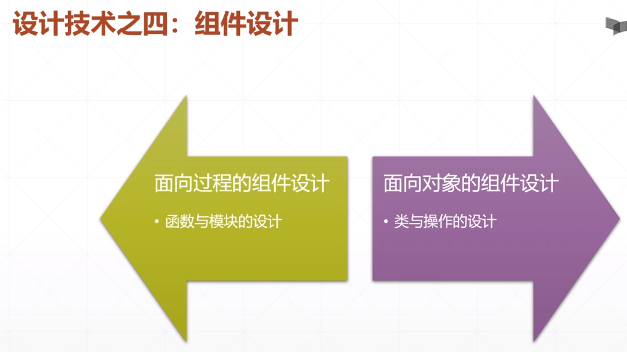 设计技术之四：组件设计
面向过程的组件设计
• 函数与模块的设计
面向对象的组件设计
• 类与操作的设计